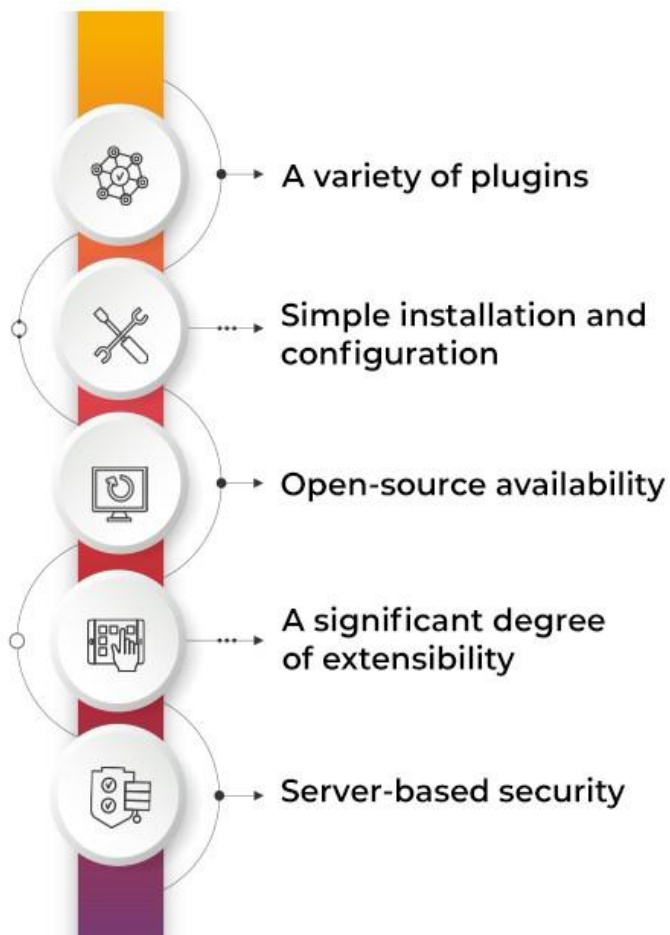 A variety of plugins
Simple installation and
configuration
Open-source availability
A significant degree
of extensibility
Server-based security